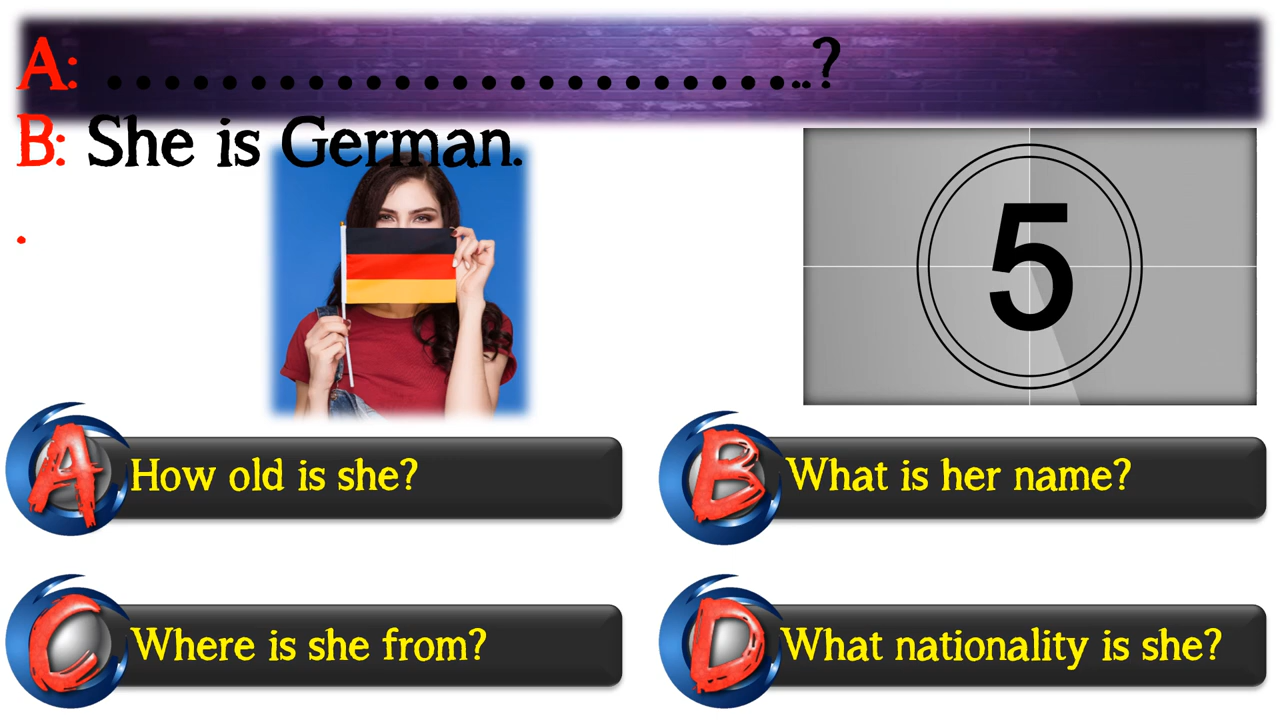 A: ……………………..?
B: She is German.
.
5
A How old is she?
B What is her name?
C Where is she from?
D What nationality is she?